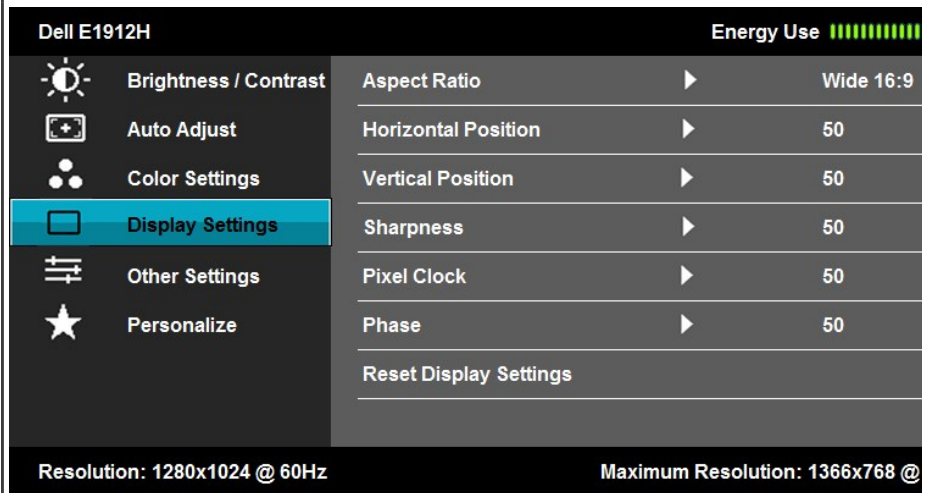 Dell E1912H Energy Use
Brightness / Contrast Aspect Ratio Wide 16:9
Auto Adjust Horizontal Position 50
Color Settings Vertical Position 50
Display Settings Sharpness 50
Other Settings Pixel Clock 50
Personalize Phase 50
Reset Display Settings
Resolution: 1280x1024 @ 60Hz Maximum Resolution: 1366x768 @